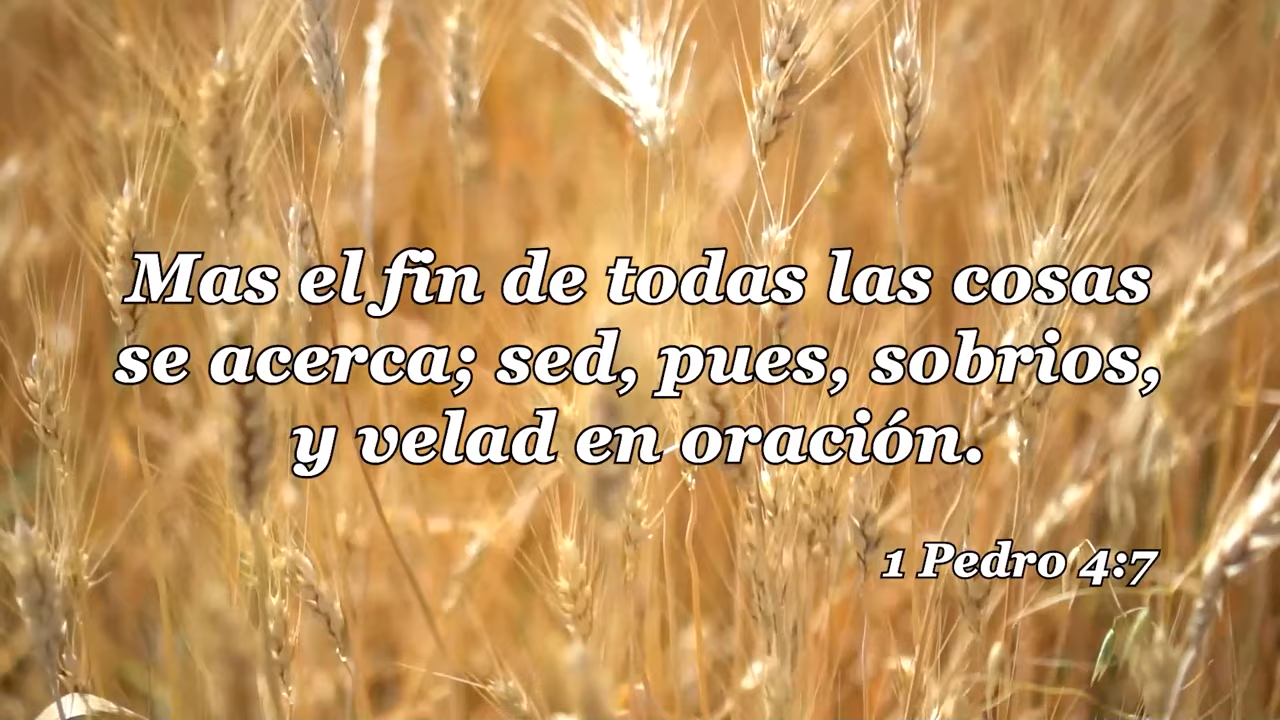 Mas el fin de todas las cosas
se acerca; sed, pues, sobrios,
y velad en oración.
1 Pedro 4:7